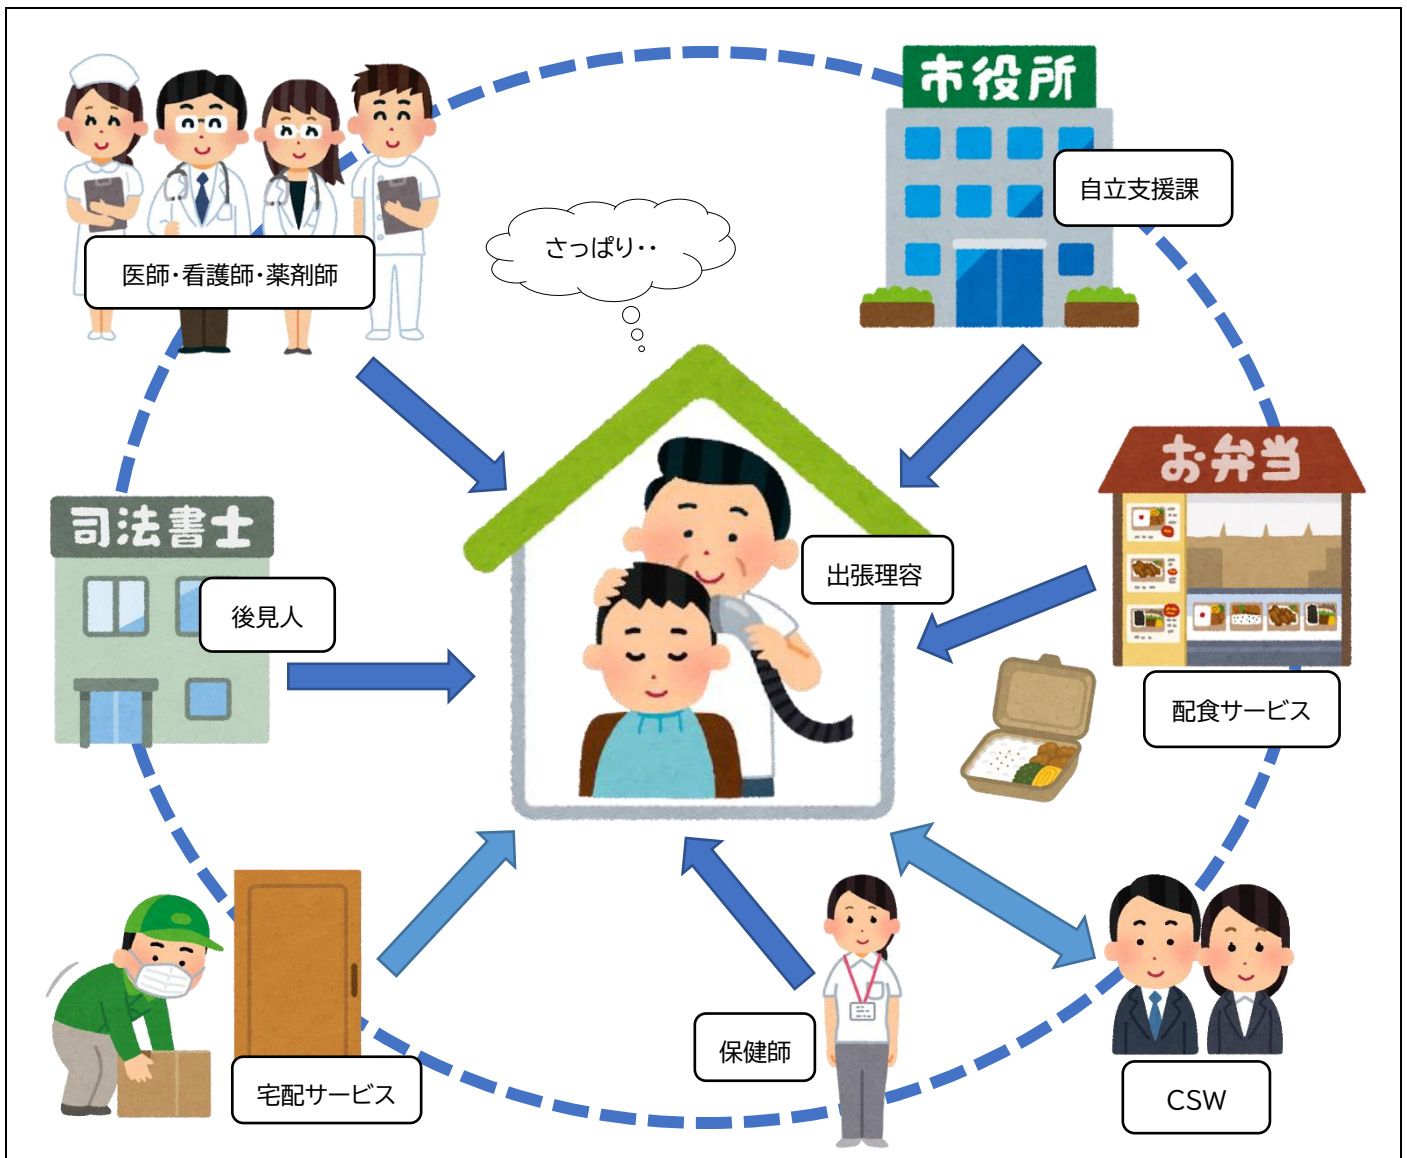 市役所
自立支援課
医師・看護師・薬剤師
さっぱり・・
お弁当
司法書士
出張理容
後見人
配食サービス
保健師
宅配サービス
CSW